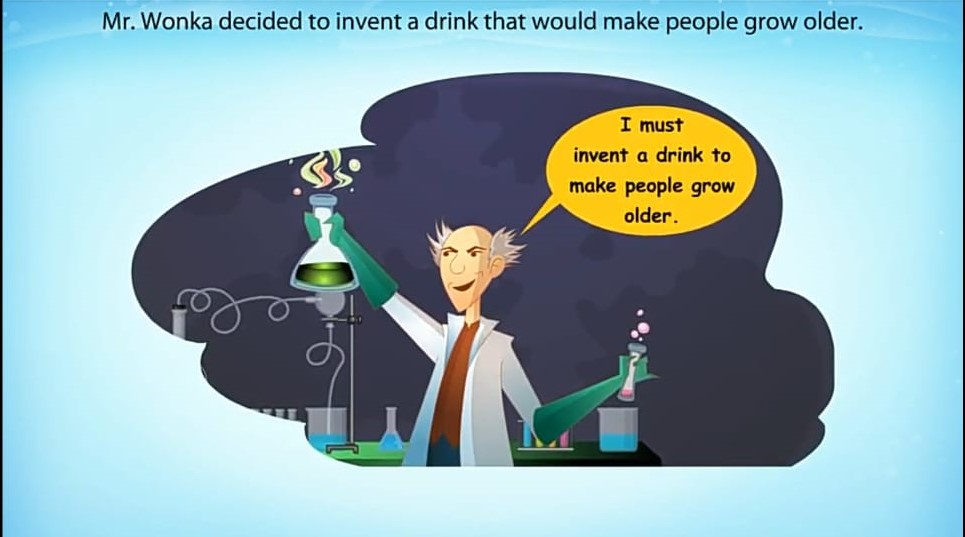 Mr. Wonka decided to invent a drink that would make people grow older.
I must
invent a drink to
make people grow
older.